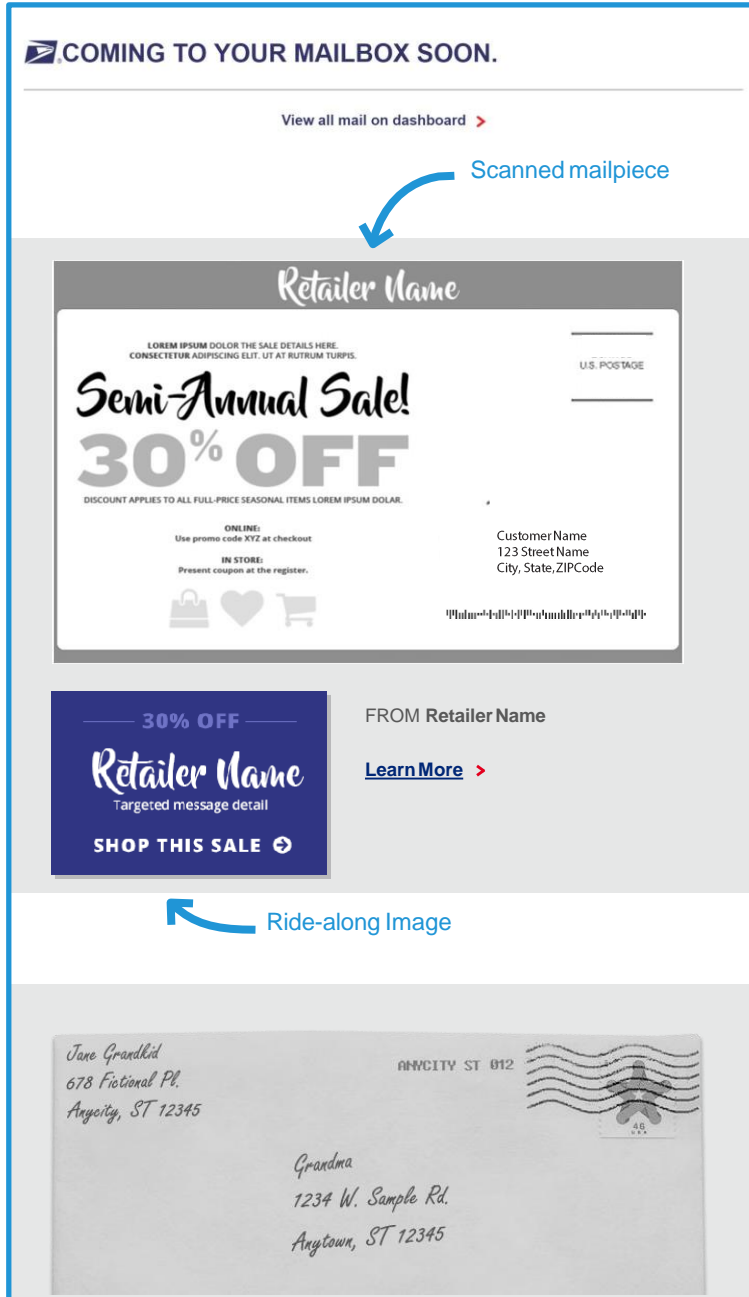 COMING TO YOUR MAILBOX SOON.
View all mail on dashboard >
Scanned mailpiece
Retailer Name
LOREM IPSUM DOLOR THE SALE DETAILS HERE.
CONSECTETUR ADIPISCING ELIT. UT AT RUTRUM TURPIS.
Semi-Annual Sale!
30% OFF
DISCOUNT APPLIES TO ALL FULL-PRICE SEASONAL ITEMS LOREM IPSUM DOLAR.
ONLINE:
Use promo code XYZ at checkout
IN STORE:
Present coupon at the register.
U.S. POSTAGE
Customer Name
123 Street Name
City, State, ZIPCode
30% OFF
Retailer Name
Targeted message detail
SHOP THIS SALE
FROM Retailer Name
Learn More >
Ride-along Image
Jane Grandkid
678 Fictional Pl.
Anycity, ST 12345
ANYCITY ST 012
46
USA
Grandma
1234 W. Sample Rd.
Anytown, ST 12345